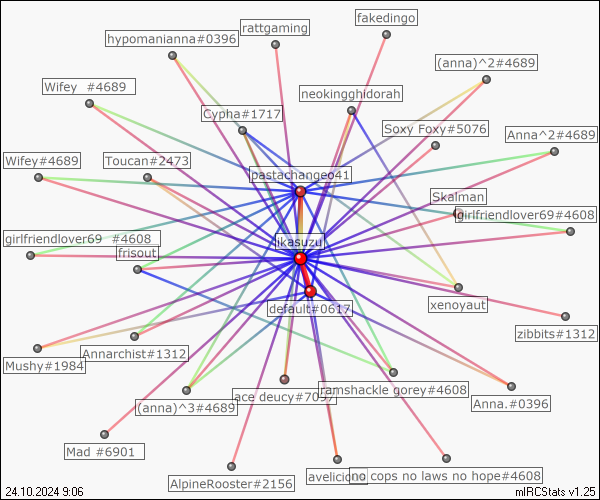 fakedingo
rattgaming
hypomanianna#0396
(anna)^2#4689
Wifey  #4689
neokingghidorah
Cypha#1717
Soxy Foxy#5076
Anna^2#4689
Wifey#4689
Toucan#2473
pastachangeo41
Skalman
girlfriendlover69#4608
girlfriendlover69  #4608
ikasuzu
frisout
xenoyaut
default#0617
zibbits#1312
Annarchist#1312
Mushy#1984
ramshackle gorey#4608
ace deucy#7057
Anna.#0396
(anna)^3#4689
Mad #6901
avelicious
no cops no laws no hope#4608
AlpineRooster#2156
24.10.2024 9:06
mIRCStats v1.25